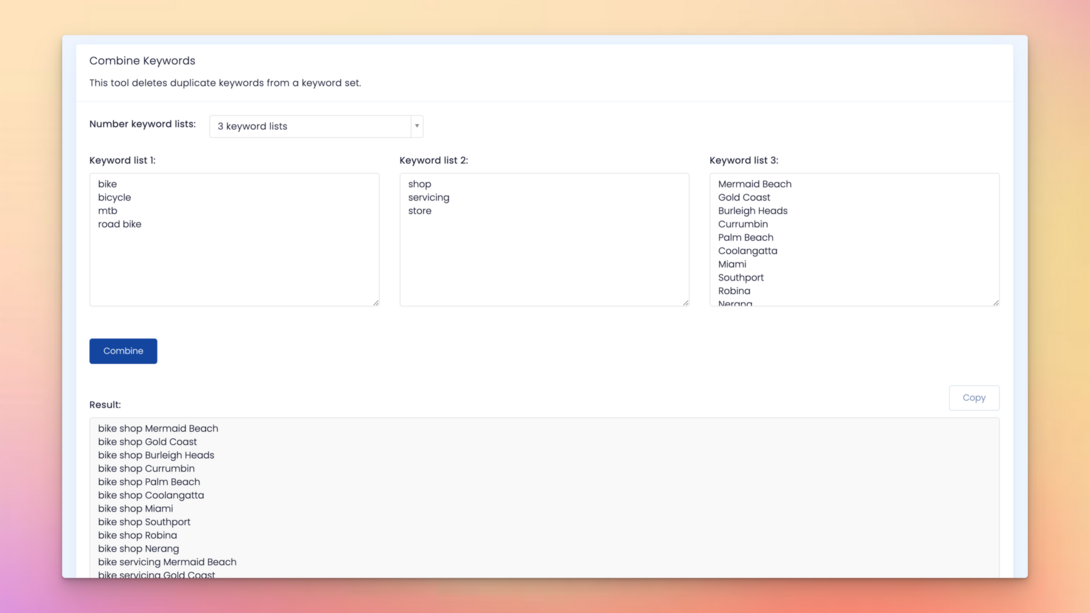 Combine Keywords
This tool deletes duplicate keywords from a keyword set.
Number keyword lists: 3 keyword lists
Keyword list 1:
bike
bicycle
mtb
road bike
Keyword list 2:
shop
servicing
store
Keyword list 3:
Mermaid Beach
Gold Coast
Burleigh Heads
Currumbin
Palm Beach
Coolangatta
Miami
Southport
Robina
Nerang
Combine
Copy
Result:
bike shop Mermaid Beach
bike shop Gold Coast
bike shop Burleigh Heads
bike shop Currumbin
bike shop Palm Beach
bike shop Coolangatta
bike shop Miami
bike shop Southport
bike shop Robina
bike shop Nerang
bike servicing Mermaid Beach
bike servicing Gold Coast